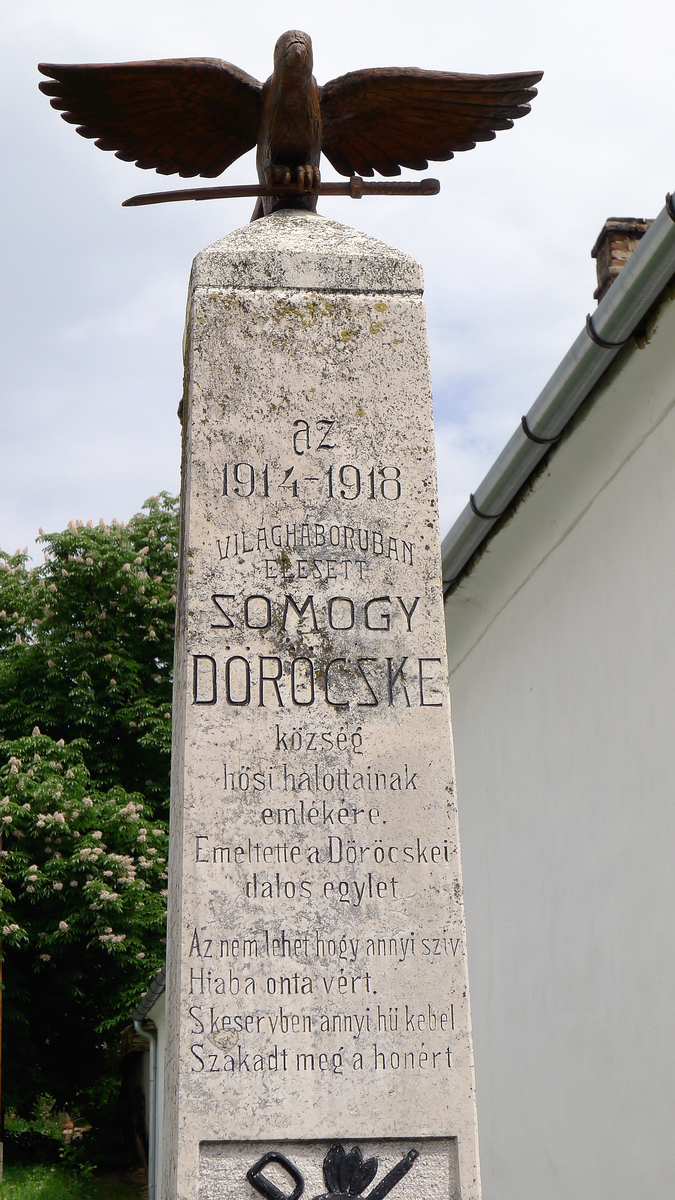 az
1914-1918
VILÁGHÁBORUBAN
ELESETT
SOMOGY
DÖRÖCSKE
község
hősi halottainak
emlékére.
Emeltette a Döröcskei
dalos egylet
Az nem lehet hogy annyi sziv
Hiaba onta vért.
S keservben annyi hü kebel
Szakadt meg a honért